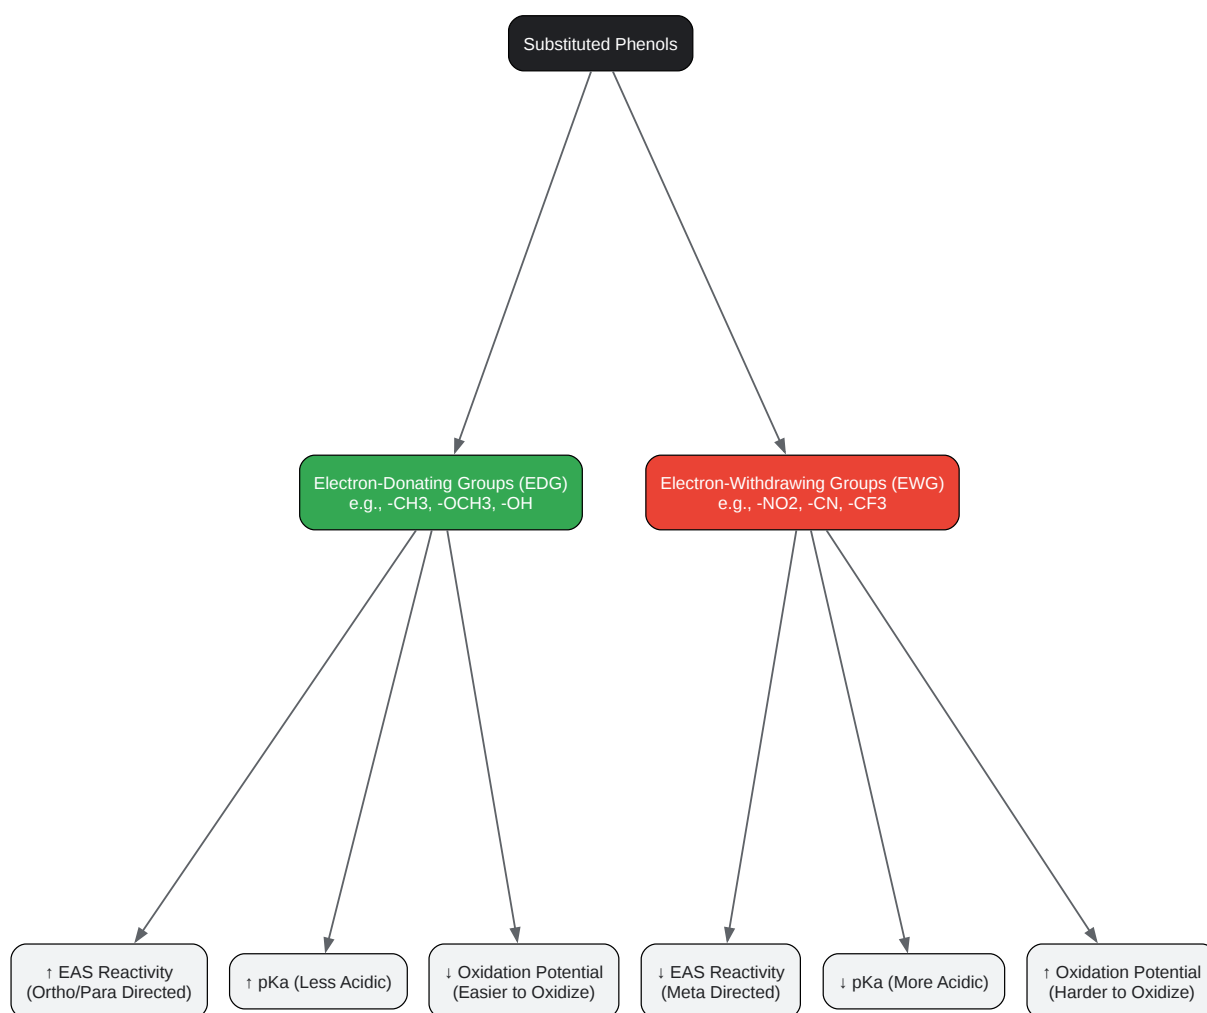 Substituted Phenols
Electron-Donating Groups (EDG)
e.g., -CH3, -OCH3, -OH
Electron-Withdrawing Groups (EWG)
e.g., -NO2, -CN, -CF3
↑ EAS Reactivity
(Ortho/Para Directed)
↑ pKa (Less Acidic)
↓ Oxidation Potential
(Easier to Oxidize)
↓ EAS Reactivity
(Meta Directed)
↓ pKa (More Acidic)
↑ Oxidation Potential
(Harder to Oxidize)